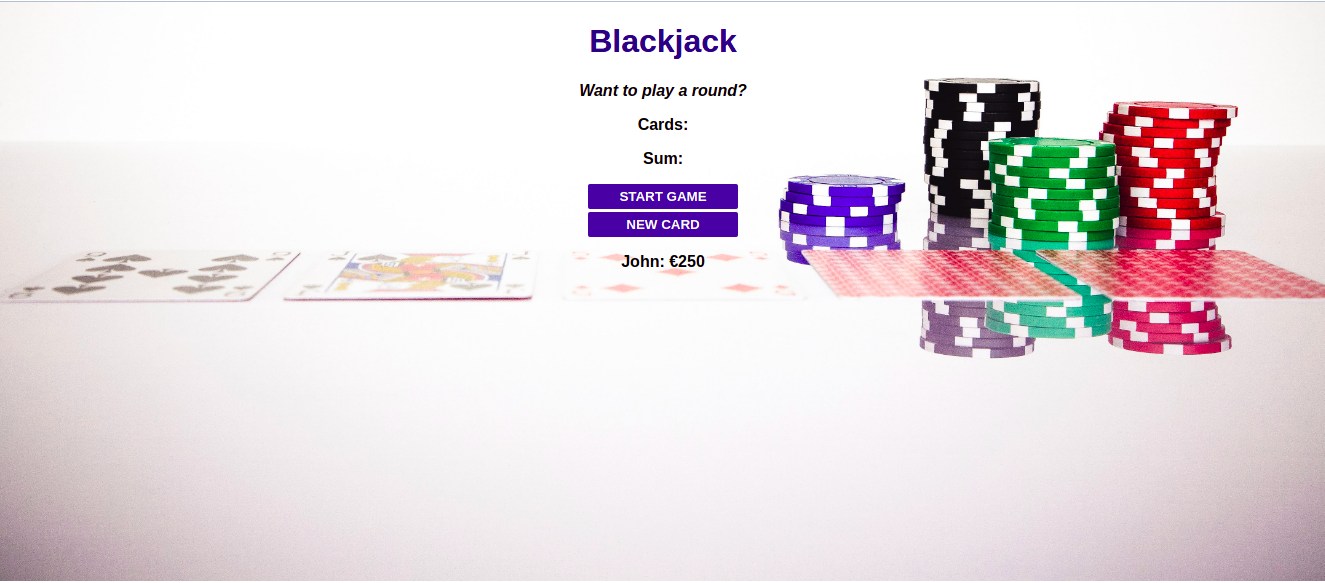 Blackjack
Want to play a round?
Cards:
Sum:
START GAME
NEW CARD
John: €250